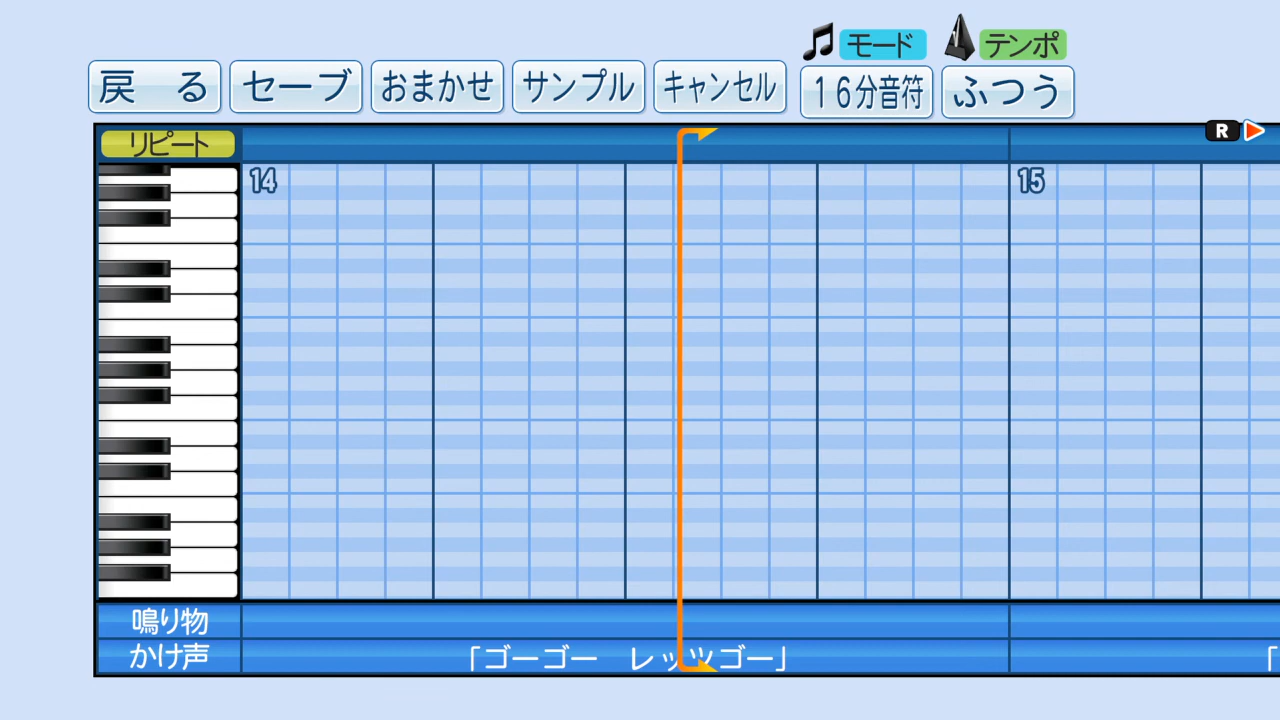 モード テンポ
戻る セーブ おまかせ サンプル キャンセル 16分音符 ふつう
リピート R
14 15
鳴り物
かけ声 「ゴーゴー レッツゴー」 「